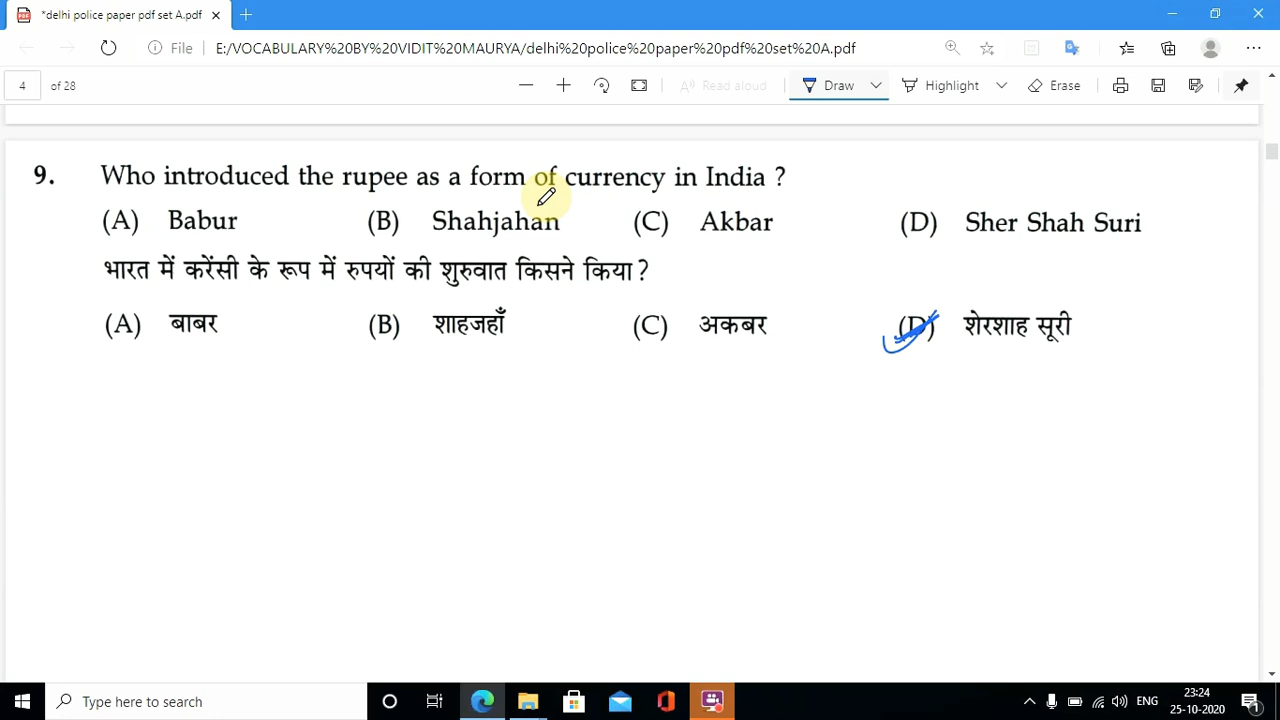 *delhi police paper pdf set A.pdf
File E:/VOCABULARY%20BY%20VIDIT%20MAURYA/delhi%20police%20paper%20pdf%20set%20A.pdf
4 of 28 Read aloud Draw Highlight Erase
9. Who introduced the rupee as a form of currency in India ?
(A) Babur (B) Shahjahan (C) Akbar (D) Sher Shah Suri
भारत में करेंसी के रूप में रुपयों की शुरुवात किसने किया ?
(A) बाबर (B) शाहजहाँ (C) अकबर (D) शेरशाह सूरी
Type here to search ENG 23:24
25-10-2020 1